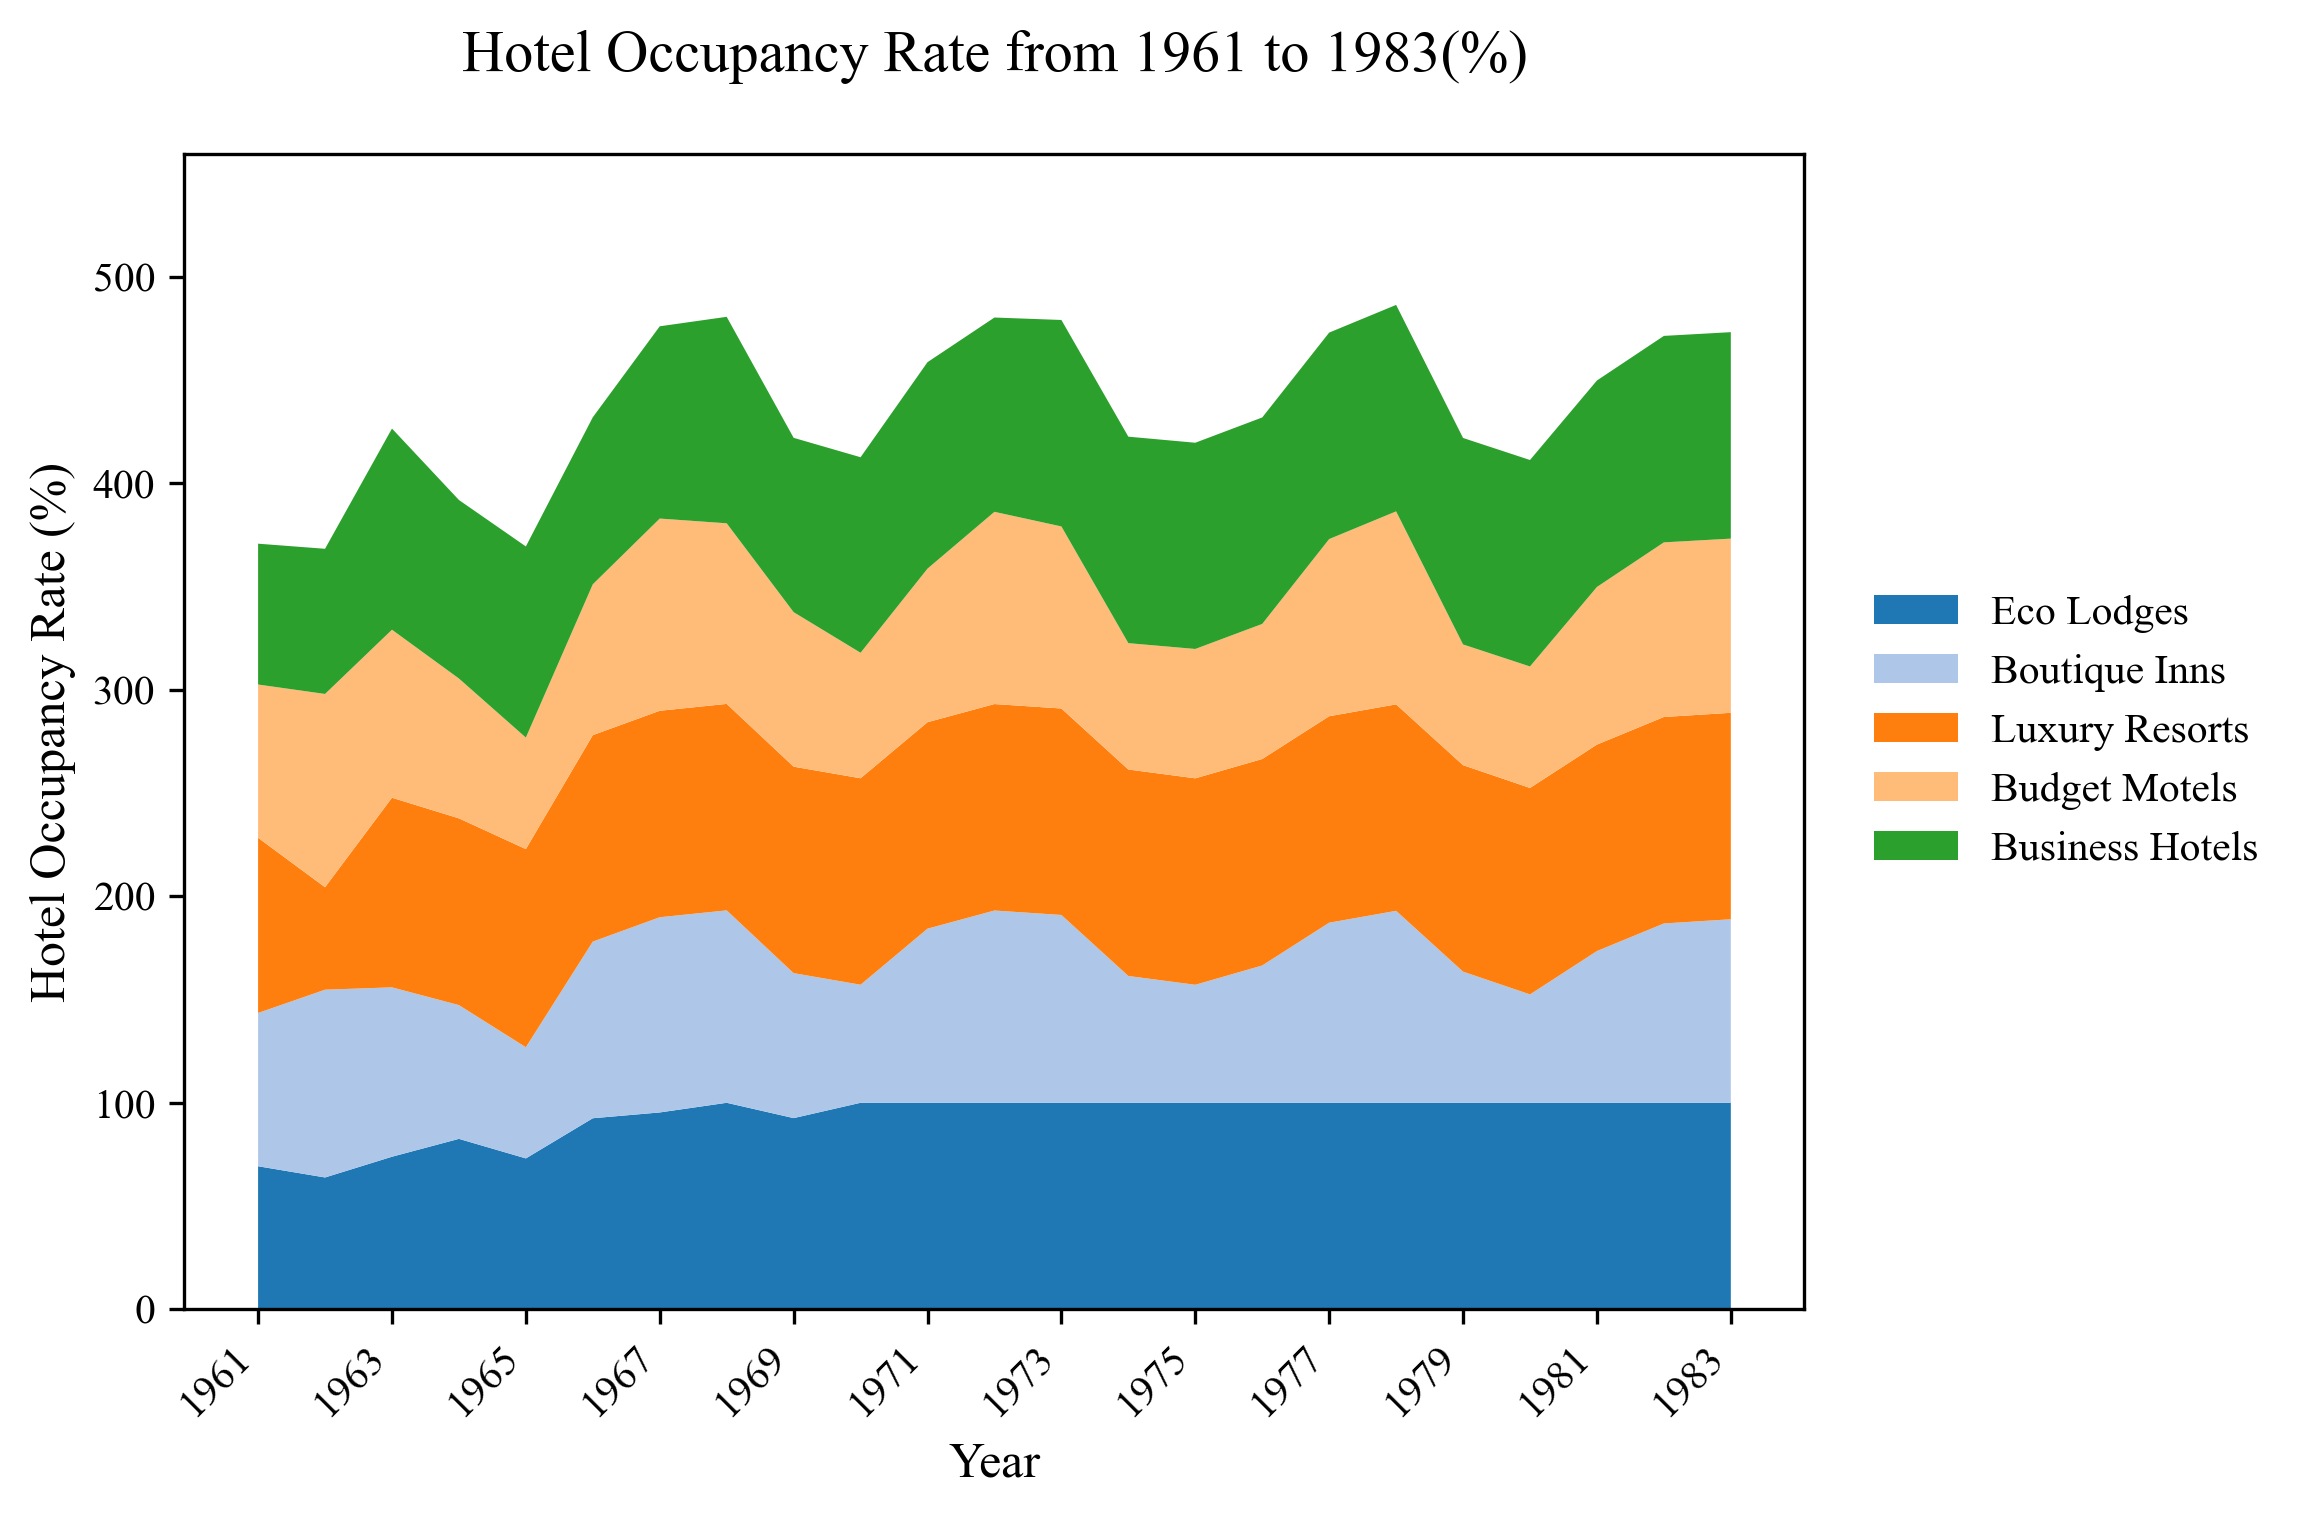 Hotel Occupancy Rate from 1961 to 1983(%)
Hotel Occupancy Rate (%)
500
400
300
200
100
0
1961
1963
1965
1967
1969
1971
1973
1975
1977
1979
1981
1983
Year
Eco Lodges
Boutique Inns
Luxury Resorts
Budget Motels
Business Hotels